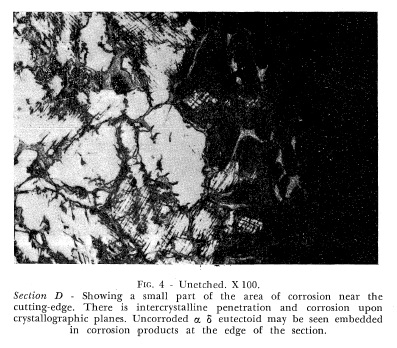 FIG. 4 - Unetched. X 100.
Section D - Showing a small part of the area of corrosion near the
cutting-edge. There is intercrystalline penetration and corrosion upon
crystallographic planes. Uncorroded α δ eutectoid may be seen embedded
in corrosion products at the edge of the section.